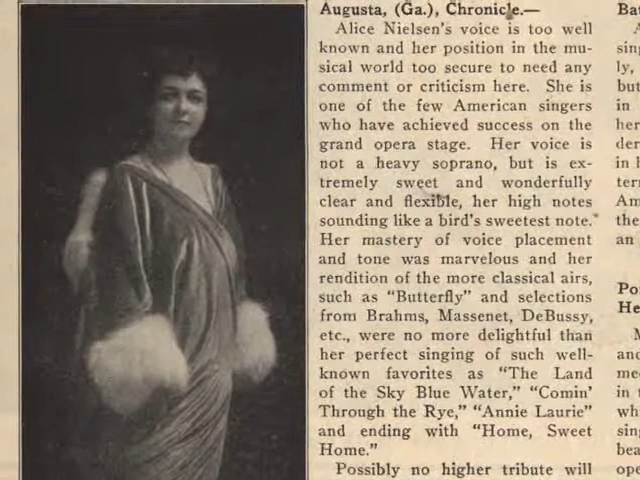 Augusta, (Ga.), Chronicle.—
Alice Nielsen's voice is too well
known and her position in the mu-
sical world too secure to need any
comment or criticism here. She is
one of the few American singers
who have achieved success on the
grand opera stage. Her voice is
not a heavy soprano, but is ex-
tremely sweet and wonderfully
clear and flexible, her high notes
sounding like a bird's sweetest note.
Her mastery of voice placement
and tone was marvelous and her
rendition of the more classical airs,
such as "Butterfly" and selections
from Brahms, Massenet, DeBussy,
etc., were no more delightful than
her perfect singing of such well-
known favorites as "The Land
of the Sky Blue Water," "Comin'
Through the Rye," "Annie Laurie"
and ending with "Home, Sweet
Home."
Possibly no higher tribute will